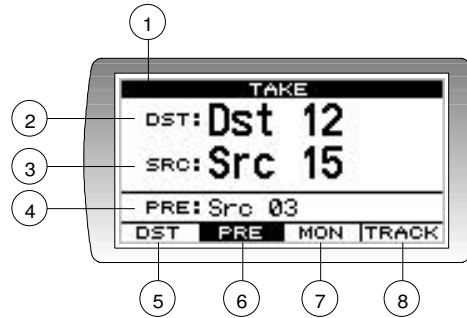 1
TAKE
2
DST: Dst 12
3
SRC: Src 15
4
PRE: Src 03
DST PRE MON TRACK
5 6 7 8